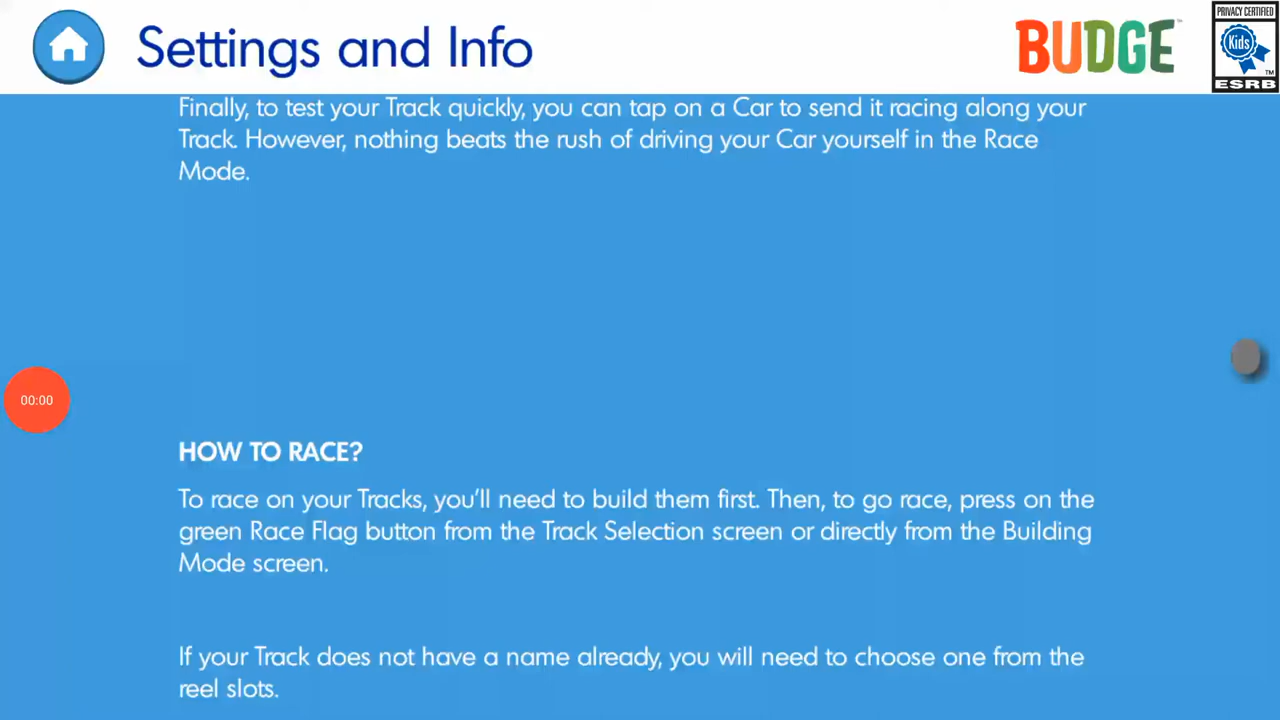 Settings and Info
BUDGE™
PRIVACY CERTIFIED
Kids
™
ESRB
Finally, to test your Track quickly, you can tap on a Car to send it racing along your
Track. However, nothing beats the rush of driving your Car yourself in the Race
Mode.
00:00
HOW TO RACE?
To race on your Tracks, you'll need to build them first. Then, to go race, press on the
green Race Flag button from the Track Selection screen or directly from the Building
Mode screen.
If your Track does not have a name already, you will need to choose one from the
reel slots.